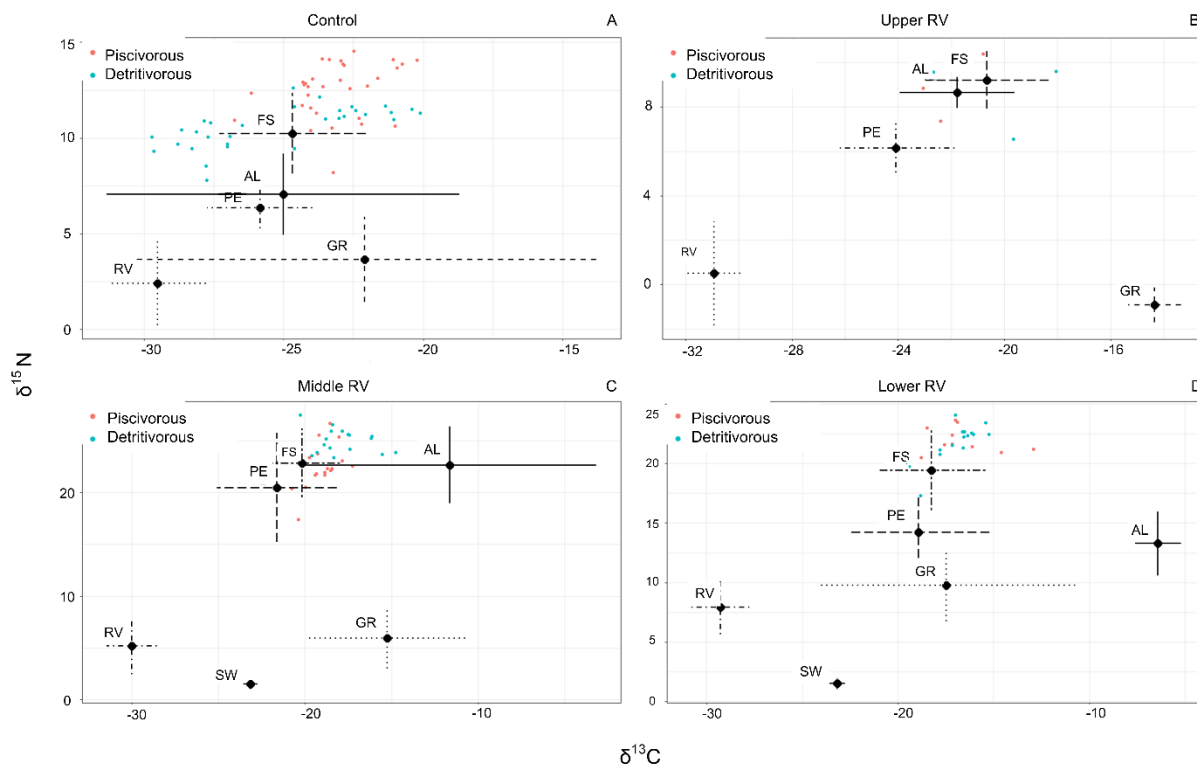 Control A
Piscivorous
Detritivorous
15
10
5
0
FS
AL
PE
GR
RV
-30 -25 -20 -15
Upper RV B
Piscivorous
Detritivorous
8
4
0
FS
AL
PE
RV
GR
-32 -28 -24 -20 -16
δ15N
Middle RV C
Piscivorous
Detritivorous
20
10
5
0
FS
AL
PE
RV
GR
SW
-30 -20 -10
Lower RV D
Piscivorous
Detritivorous
25
20
15
10
5
0
FS
PE
AL
GR
RV
SW
-30 -20 -10
δ13C